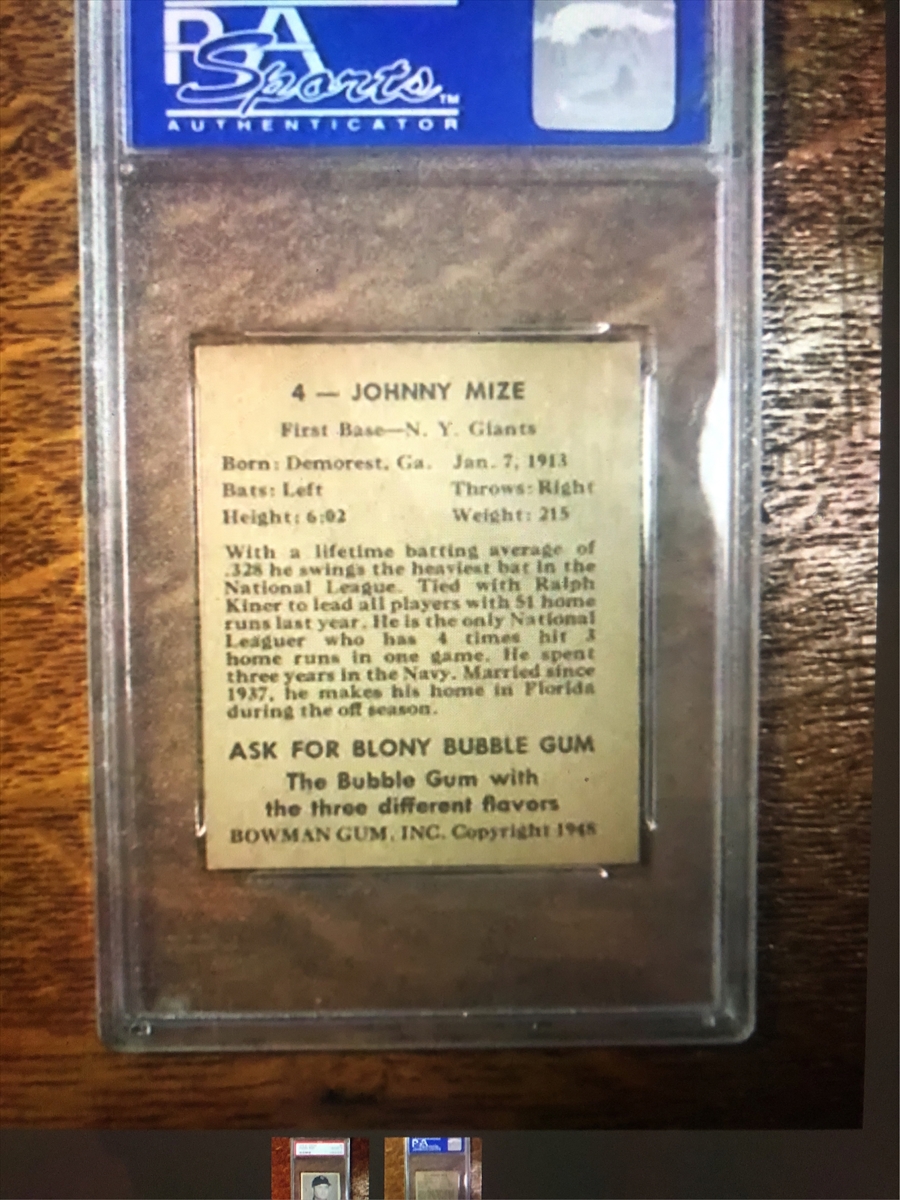 PSA
Sports™
AUTHENTICATOR
4 — JOHNNY MIZE
First Base—N. Y. Giants
Born: Demorest, Ga. Jan. 7, 1913
Bats: Left Throws: Right
Height: 6:02 Weight: 215
With a lifetime batting average of
.328 he swings the heaviest bat in the
National League. Tied with Ralph
Kiner to lead all players with 51 home
runs last year. He is the only National
Leaguer who has 4 times hit 3
home runs in one game. He spent
three years in the Navy. Married since
1937, he makes his home in Florida
during the off season.
ASK FOR BLONY BUBBLE GUM
The Bubble Gum with
the three different flavors
BOWMAN GUM, INC. Copyright 1948